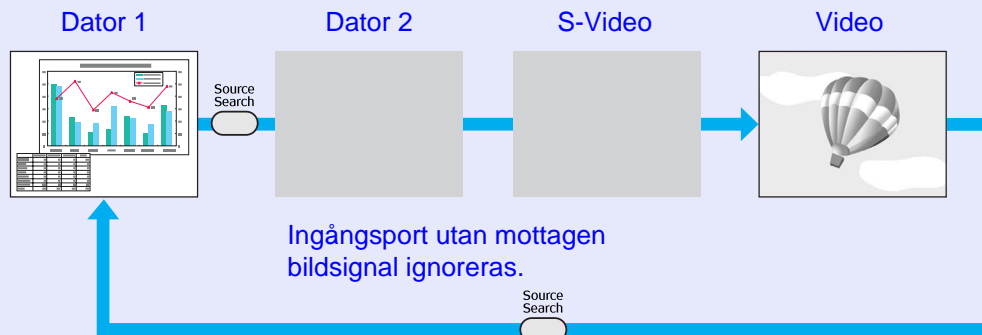 Dator 1
Dator 2
S-Video
Video
Source
Search
Ingångsport utan mottagen
bildsignal ignoreras.
Source
Search